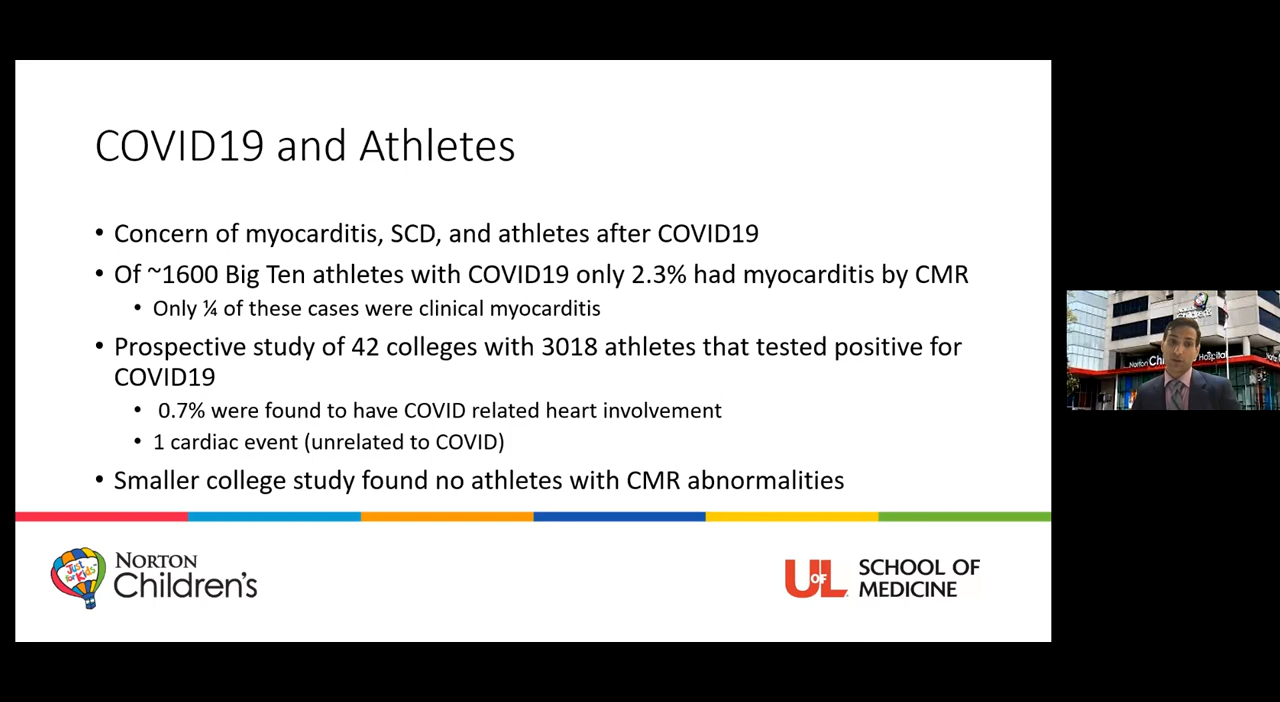 COVID19 and Athletes
• Concern of myocarditis, SCD, and athletes after COVID19
• Of ~1600 Big Ten athletes with COVID19 only 2.3% had myocarditis by CMR
• Only ¼ of these cases were clinical myocarditis
• Prospective study of 42 colleges with 3018 athletes that tested positive for
COVID19
• 0.7% were found to have COVID related heart involvement
• 1 cardiac event (unrelated to COVID)
• Smaller college study found no athletes with CMR abnormalities
Just for Kids
NORTON
Children's
UOFL
SCHOOL OF
MEDICINE
Norton Hospital